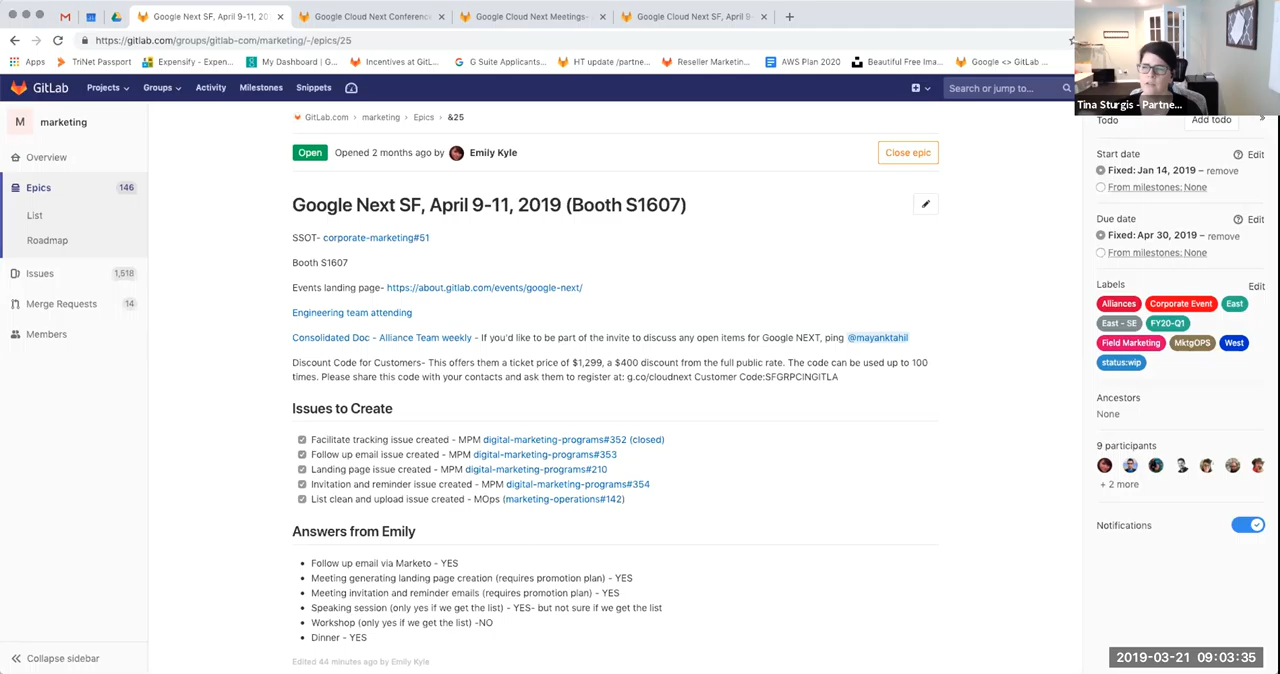 Google Next SF, April 9-11, 20
Google Cloud Next Conference
Google Cloud Next Meetings-
Google Cloud Next SF, April 9
https://gitlab.com/groups/gitlab-com/marketing/-/epics/25
Apps
TriNet Passport
Expensify - Expen...
My Dashboard | G...
Incentives at GitL...
G Suite Applicants...
HT update /partne...
Reseller Marketin...
AWS Plan 2020
Beautiful Free Ima...
Google <> GitLab ...
Tina Sturgis - Partne...
GitLab
Projects
Groups
Activity
Milestones
Snippets
Search or jump to...
M marketing
Overview
Epics 146
List
Roadmap
Issues 1,518
Merge Requests 14
Members
Collapse sidebar
GitLab.com › marketing › Epics › &25
Open Opened 2 months ago by Emily Kyle
Close epic
Google Next SF, April 9-11, 2019 (Booth S1607)
SSOT- corporate-marketing#51
Booth S1607
Events landing page- https://about.gitlab.com/events/google-next/
Engineering team attending
Consolidated Doc - Alliance Team weekly - If you'd like to be part of the invite to discuss any open items for Google NEXT, ping @mayanktahil
Discount Code for Customers- This offers them a ticket price of $1,299, a $400 discount from the full public rate. The code can be used up to 100
times. Please share this code with your contacts and ask them to register at: g.co/cloudnext Customer Code:SFGRPCINGITLA
Issues to Create
Facilitate tracking issue created - MPM digital-marketing-programs#352 (closed)
Follow up email issue created - MPM digital-marketing-programs#353
Landing page issue created - MPM digital-marketing-programs#210
Invitation and reminder issue created - MPM digital-marketing-programs#354
List clean and upload issue created - MOps (marketing-operations#142)
Answers from Emily
• Follow up email via Marketo - YES
• Meeting generating landing page creation (requires promotion plan) - YES
• Meeting invitation and reminder emails (requires promotion plan) - YES
• Speaking session (only yes if we get the list) - YES- but not sure if we get the list
• Workshop (only yes if we get the list) -NO
• Dinner - YES
Edited 44 minutes ago by Emily Kyle
Todo
Add todo
Start date Edit
Fixed: Jan 14, 2019 – remove
From milestones: None
Due date Edit
Fixed: Apr 30, 2019 – remove
From milestones: None
Labels Edit
Alliances Corporate Event East
East - SE FY20-Q1
Field Marketing MktgOPS West
status:wip
Ancestors
None
9 participants
+ 2 more
Notifications
2019-03-21 09:03:35